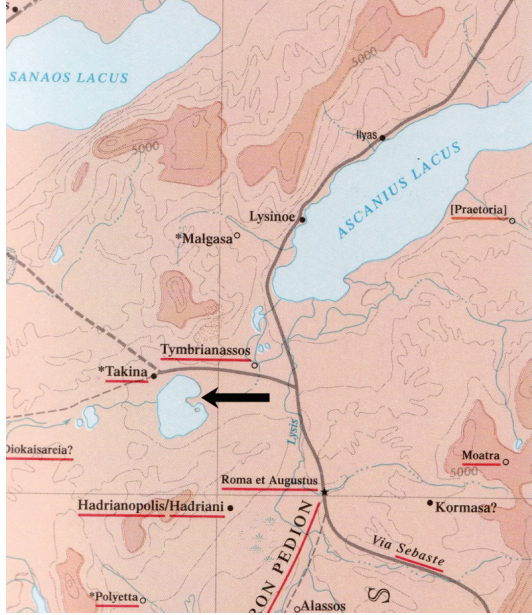 SANAOS LACUS
5000
5000
Ilyas
ASCANIUS LACUS
Lysinoe
[Praetoria]
*Malgasa
Tymbrianassos
*Takina
Lysis
Diokaisareia?
Moatra
5000
Roma et Augustus
Hadrianopolis/Hadriani
Kormasa?
RON PEDION
Via Sebaste
*Polyetta
S
Alassos